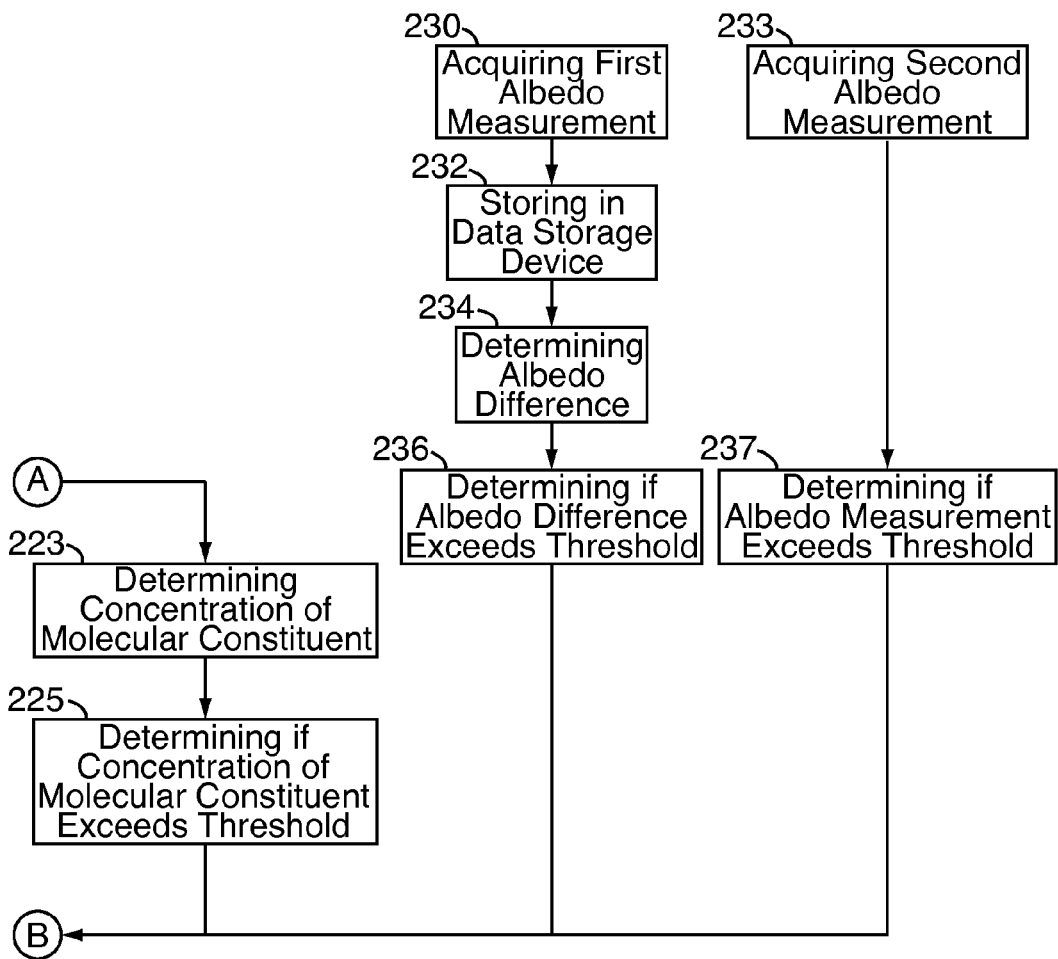 230
Acquiring First
Albedo
Measurement
233
Acquiring Second
Albedo
Measurement
232
Storing in
Data Storage
Device
234
Determining
Albedo
Difference
236
Determining if
Albedo Difference
Exceeds Threshold
237
Determining if
Albedo Measurement
Exceeds Threshold
A
223
Determining
Concentration of
Molecular Constituent
225
Determining if
Concentration of
Molecular Constituent
Exceeds Threshold
B